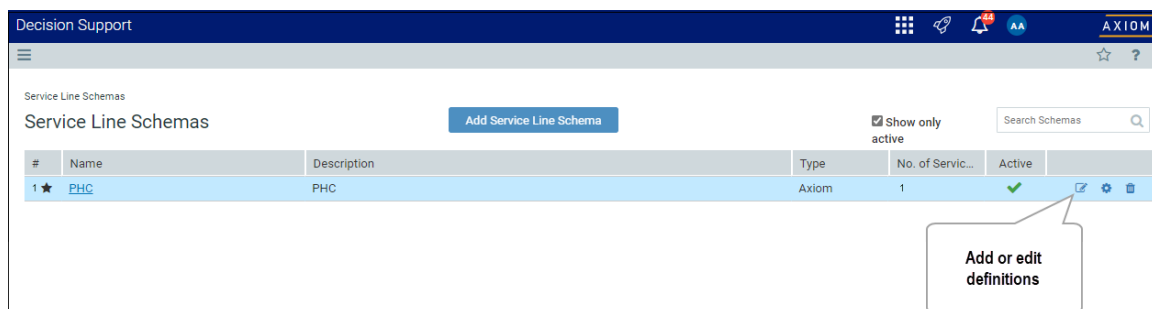 Decision Support
44
AA
AXIOM
?
Service Line Schemas
Service Line Schemas
Add Service Line Schema
Show only
active
Search Schemas
# Name Description Type No. of Servic... Active
1 PHC PHC Axiom 1
Add or edit
definitions